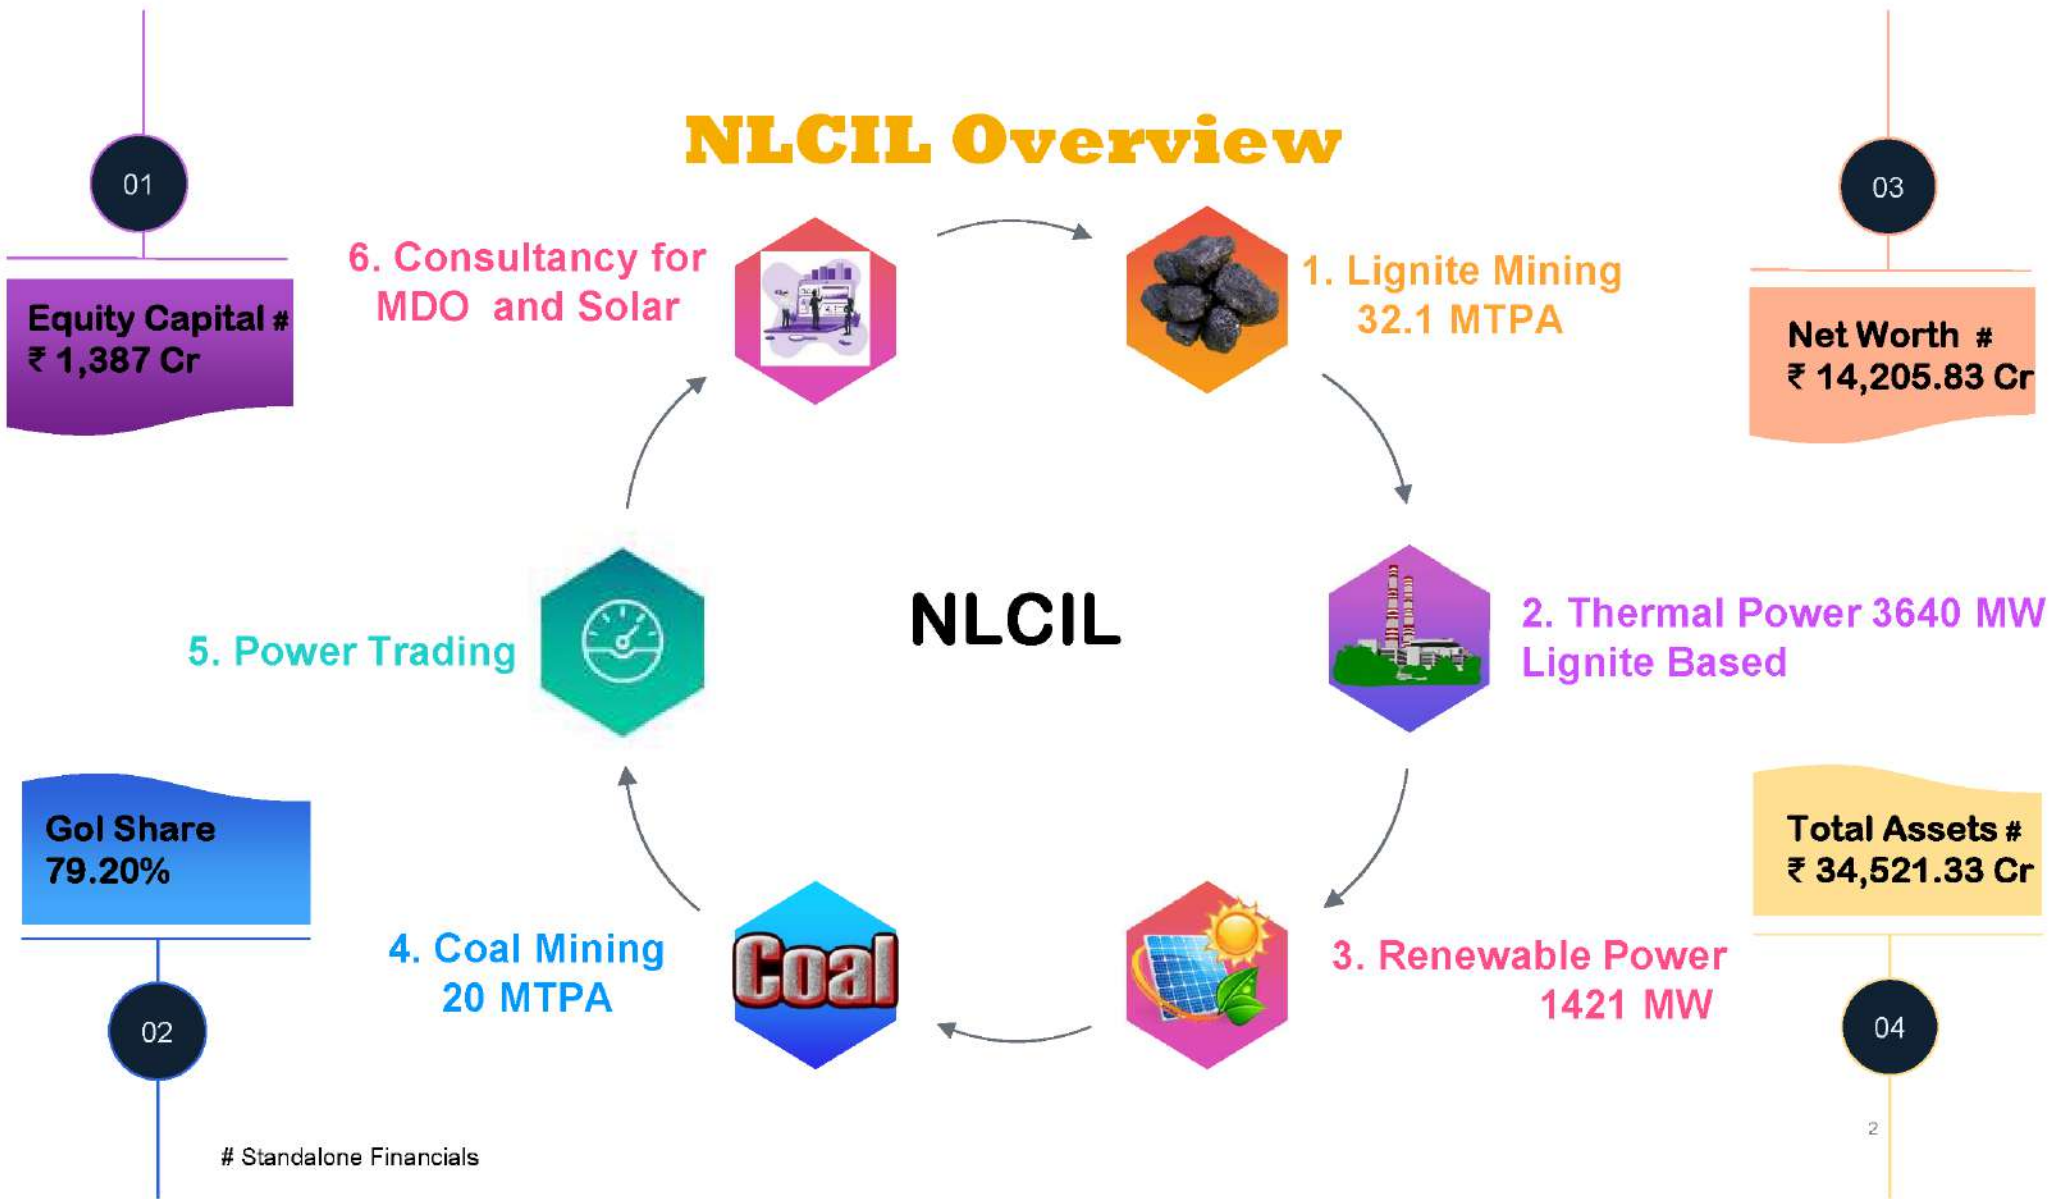 NLCIL Overview
01
Equity Capital #
₹ 1,387 Cr
03
Net Worth #
₹ 14,205.83 Cr
6. Consultancy for
MDO and Solar
1. Lignite Mining
32.1 MTPA
NLCIL
5. Power Trading
2. Thermal Power 3640 MW
Lignite Based
GoI Share
79.20%
02
4. Coal Mining
20 MTPA
Coal
3. Renewable Power
1421 MW
Total Assets #
₹ 34,521.33 Cr
04
2
# Standalone Financials